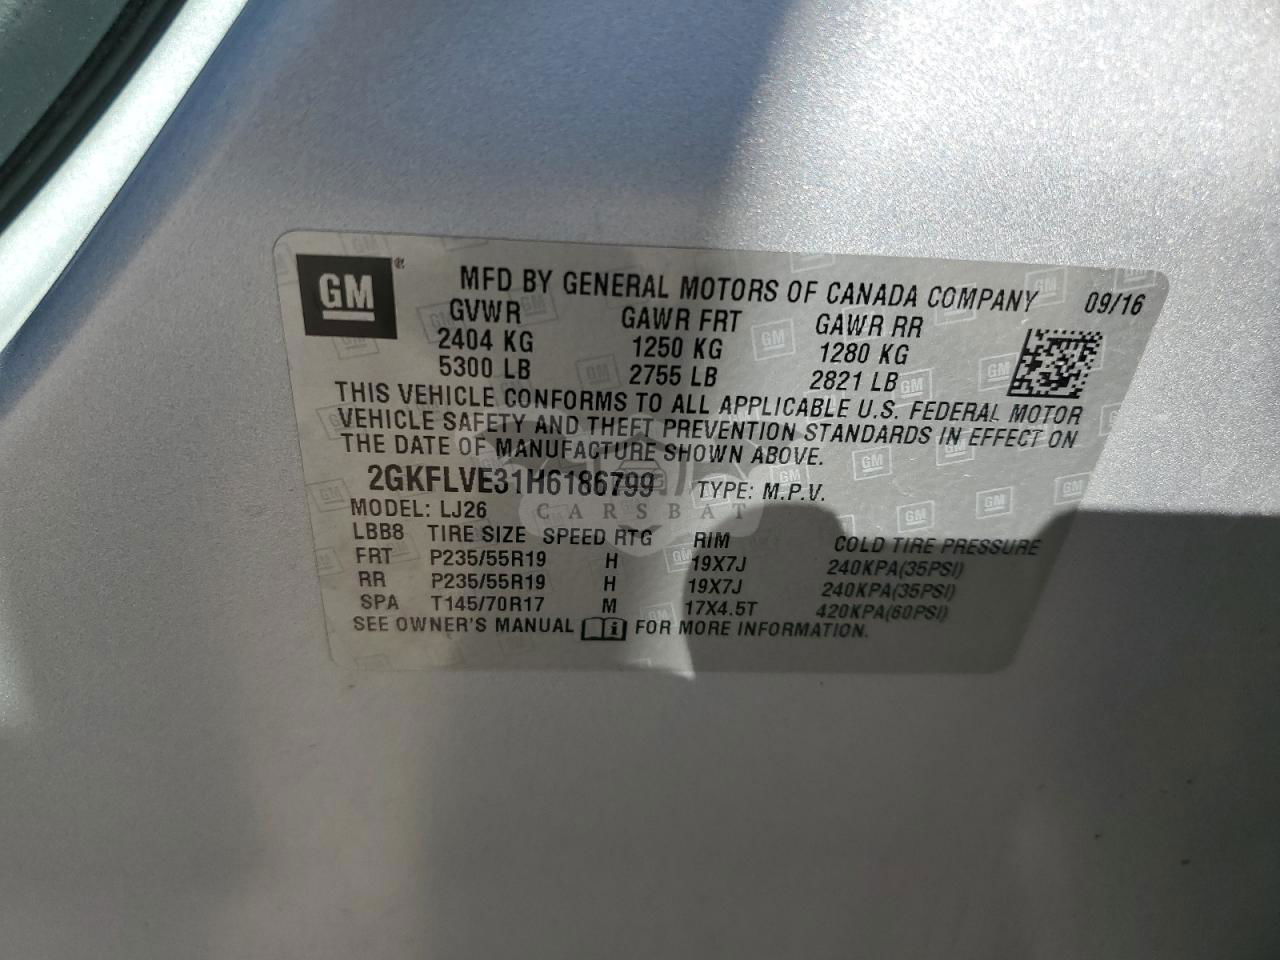 GM ®
MFD BY GENERAL MOTORS OF CANADA COMPANY 09/16
GVWR GAWR FRT GAWR RR
2404 KG 1250 KG 1280 KG
5300 LB 2755 LB 2821 LB
THIS VEHICLE CONFORMS TO ALL APPLICABLE U.S. FEDERAL MOTOR
VEHICLE SAFETY AND THEFT PREVENTION STANDARDS IN EFFECT ON
THE DATE OF MANUFACTURE SHOWN ABOVE.
2GKFLVE31H6186799 TYPE: M.P.V.
CARSBAT
MODEL: LJ26
LBB8 TIRE SIZE SPEED RTG RIM COLD TIRE PRESSURE
FRT P235/55R19 H 19X7J 240KPA(35PSI)
RR P235/55R19 H 19X7J 240KPA(35PSI)
SPA T145/70R17 M 17X4.5T 420KPA(60PSI)
SEE OWNER'S MANUAL i FOR MORE INFORMATION.